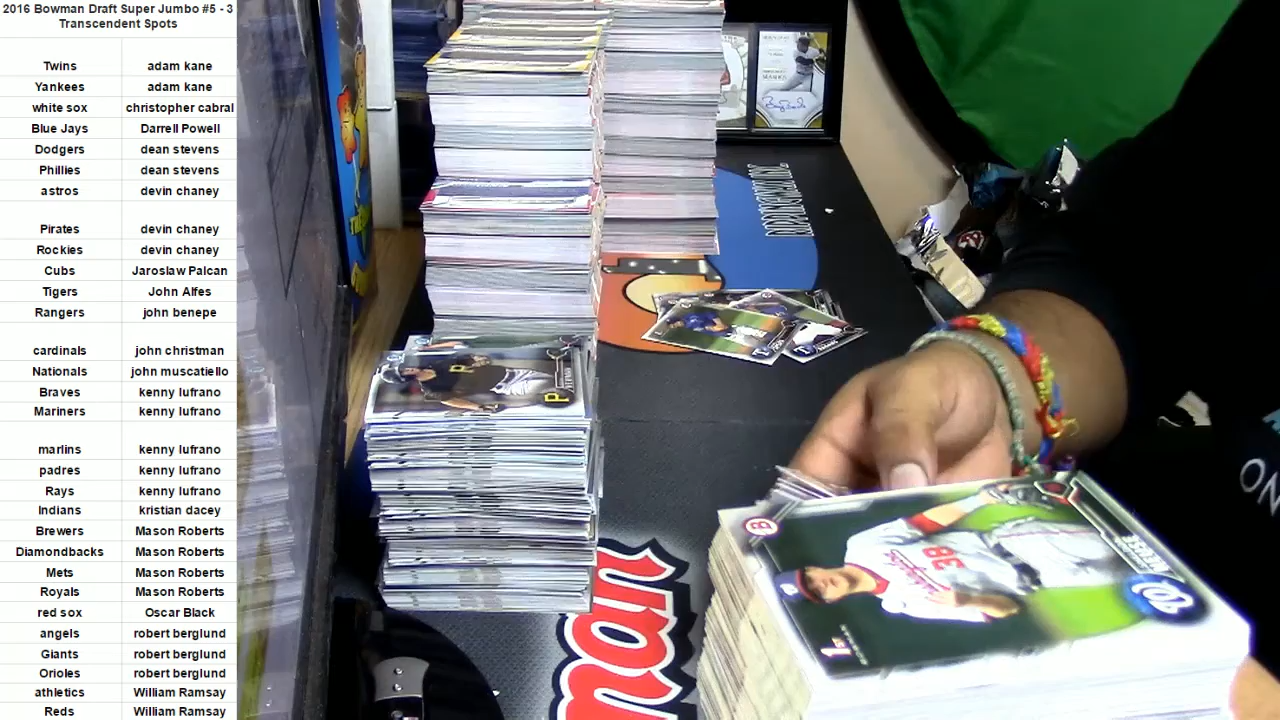 2016 Bowman Draft Super Jumbo #5 - 3
Transcendent Spots
Twins adam kane
Yankees adam kane
white sox christopher cabral
Blue Jays Darrell Powell
Dodgers dean stevens
Phillies dean stevens
astros devin chaney
Pirates devin chaney
Rockies devin chaney
Cubs Jaroslaw Palcan
Tigers John Alfes
Rangers john benepe
cardinals john christman
Nationals john muscatiello
Braves kenny lufrano
Mariners kenny lufrano
marlins kenny lufrano
padres kenny lufrano
Rays kenny lufrano
Indians kristian dacey
Brewers Mason Roberts
Diamondbacks Mason Roberts
Mets Mason Roberts
Royals Mason Roberts
red sox Oscar Black
angels robert berglund
Giants robert berglund
Orioles robert berglund
athletics William Ramsay
Reds William Ramsay
P
B
38
1st
W
ON